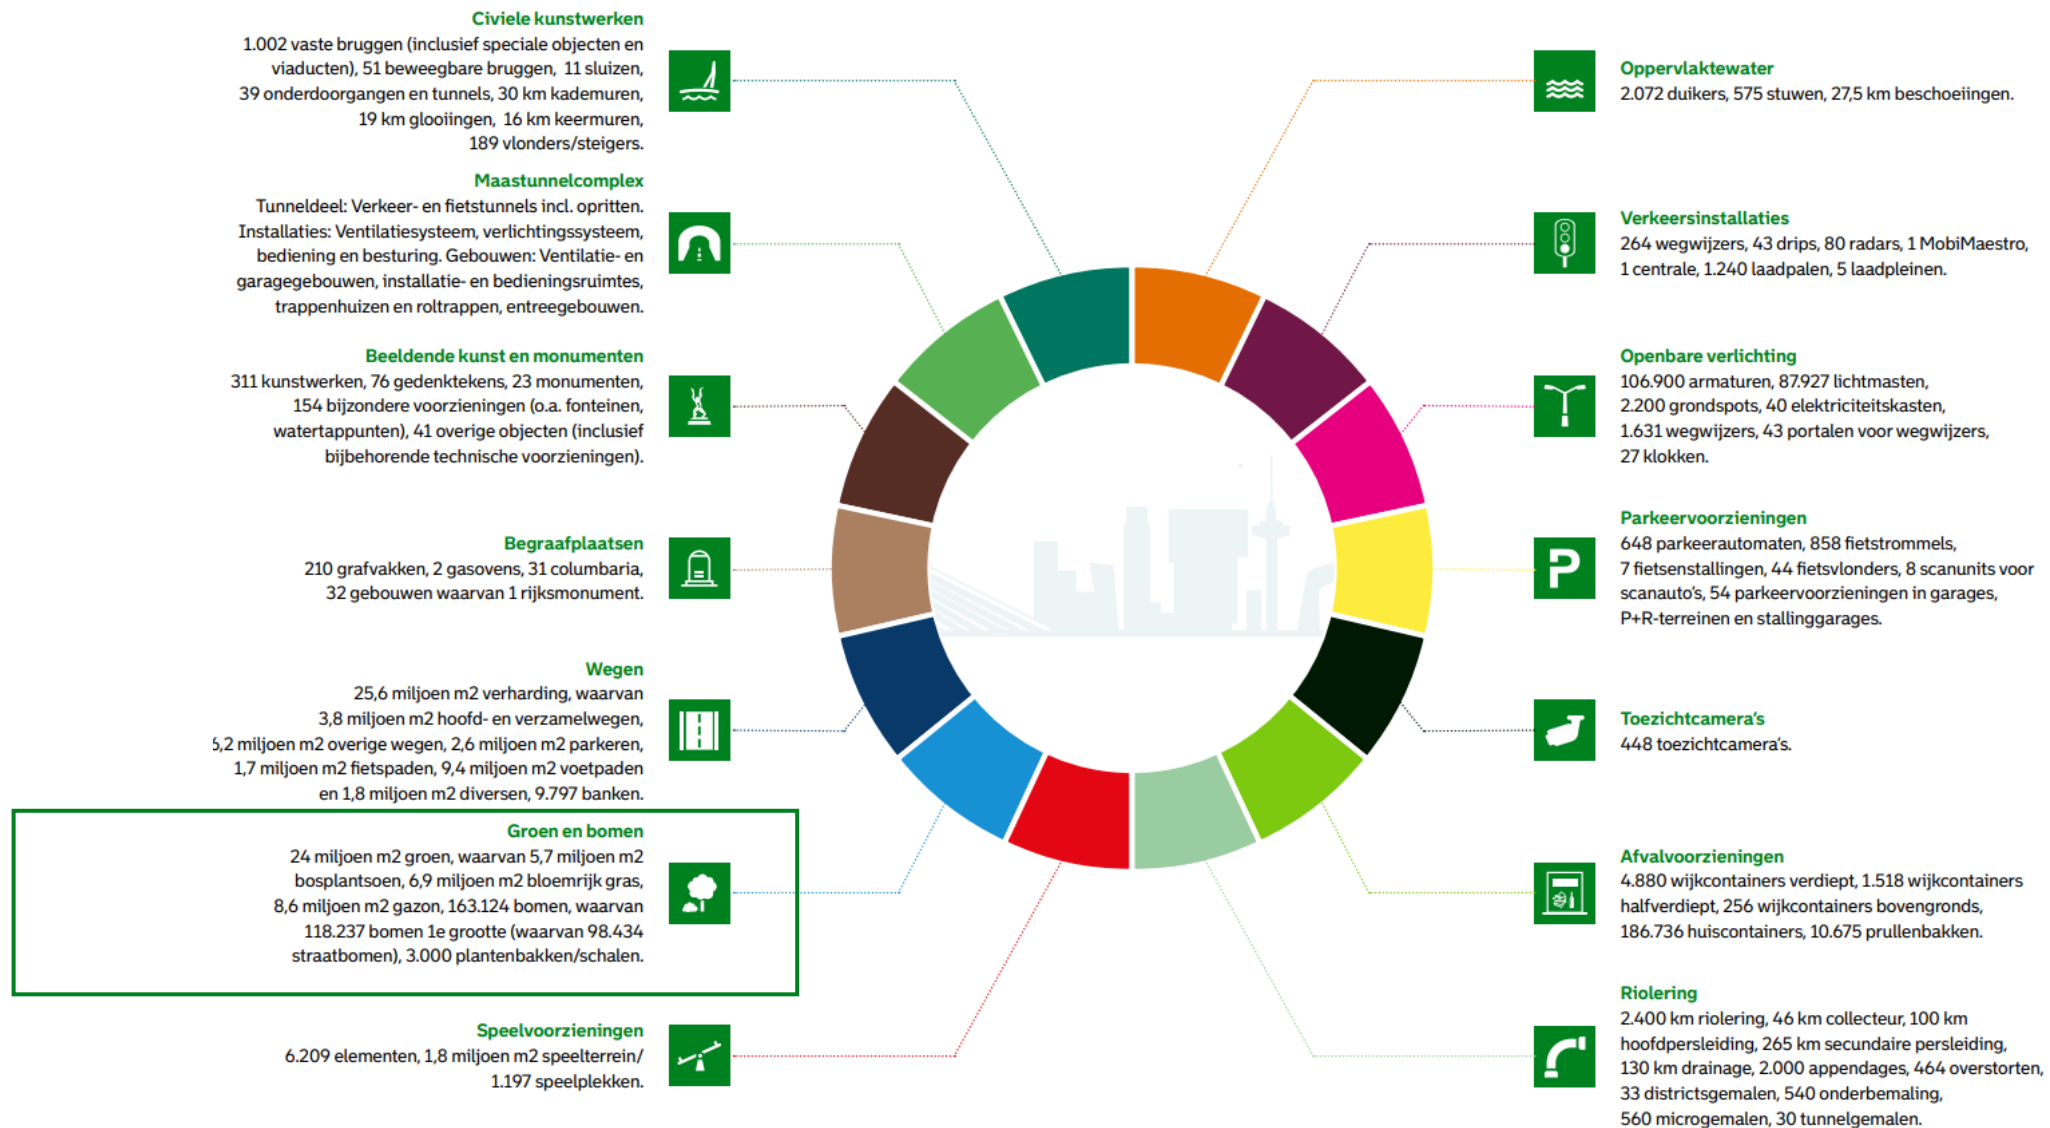 Civiele kunstwerken
1.002 vaste bruggen (inclusief speciale objecten en
viaducten), 51 beweegbare bruggen, 11 sluizen,
39 onderdoorgangen en tunnels, 30 km kademuren,
19 km glooiingen, 16 km keermuren,
189 vlonders/steigers.
Maastunnelcomplex
Tunneldeel: Verkeer- en fietstunnels incl. opritten.
Installaties: Ventilatiesysteem, verlichtingssysteem,
bediening en besturing. Gebouwen: Ventilatie- en
garagegebouwen, installatie- en bedieningsruimtes,
trappenhuizen en roltrappen, entreegebouwen.
Beeldende kunst en monumenten
311 kunstwerken, 76 gedenktekens, 23 monumenten,
154 bijzondere voorzieningen (o.a. fonteinen,
watertappunten), 41 overige objecten (inclusief
bijbehorende technische voorzieningen).
Begraafplaatsen
210 grafvakken, 2 gasovens, 31 columbaria,
32 gebouwen waarvan 1 rijksmonument.
Wegen
25,6 miljoen m2 verharding, waarvan
3,8 miljoen m2 hoofd- en verzamelwegen,
miljoen m2 overige wegen, 2,6 miljoen m2 parkeren,
1,7 miljoen m2 fietspaden, 9,4 miljoen m2 voetpaden
en 1,8 miljoen m2 diversen, 9.797 banken.
Groen en bomen
24 miljoen m2 groen, waarvan 5,7 miljoen m2
bosplantsoen, 6,9 miljoen m2 bloemrijk gras,
8,6 miljoen m2 gazon, 163.124 bomen, waarvan
118.237 bomen 1e grootte (waarvan 98.434
straatbomen), 3.000 plantenbakken/schalen.
Speelvoorzieningen
6.209 elementen, 1,8 miljoen m2 speelterrein/
1.197 speelplekken.
Oppervlaktewater
2.072 duikers, 575 stuwen, 27,5 km beschoeiingen.
Verkeersinstallaties
264 wegwijzers, 43 drips, 80 radars, 1 MobiMaestro,
1 centrale, 1.240 laadpalen, 5 laadpleinen.
Openbare verlichting
106.900 armaturen, 87.927 lichtmasten,
2.200 grondspots, 40 elektriciteitskasten,
1.631 wegwijzers, 43 portalen voor wegwijzers,
27 klokken.
Parkeervoorzieningen
648 parkeerautomaten, 858 fietstrommels,
7 fietsenstallingen, 44 fietsvlonders, 8 scanunits voor
scanauto's, 54 parkeervoorzieningen in garages,
P+R-terreinen en stallinggarages.
P
Toezichtcamera's
448 toezichtcamera's.
Afvalvoorzieningen
4.880 wijkcontainers verdiept, 1.518 wijkcontainers
halfverdiept, 256 wijkcontainers bovengronds,
186.736 huiscontainers, 10.675 prullenbakken.
Riolering
2.400 km riolering, 46 km collecteur, 100 km
hoofdpersleiding, 265 km secundaire persleiding,
130 km drainage, 2.000 appendages, 464 overstorten,
33 districtsgemalen, 540 onderbemaling,
560 microgemalen, 30 tunnelgemalen.